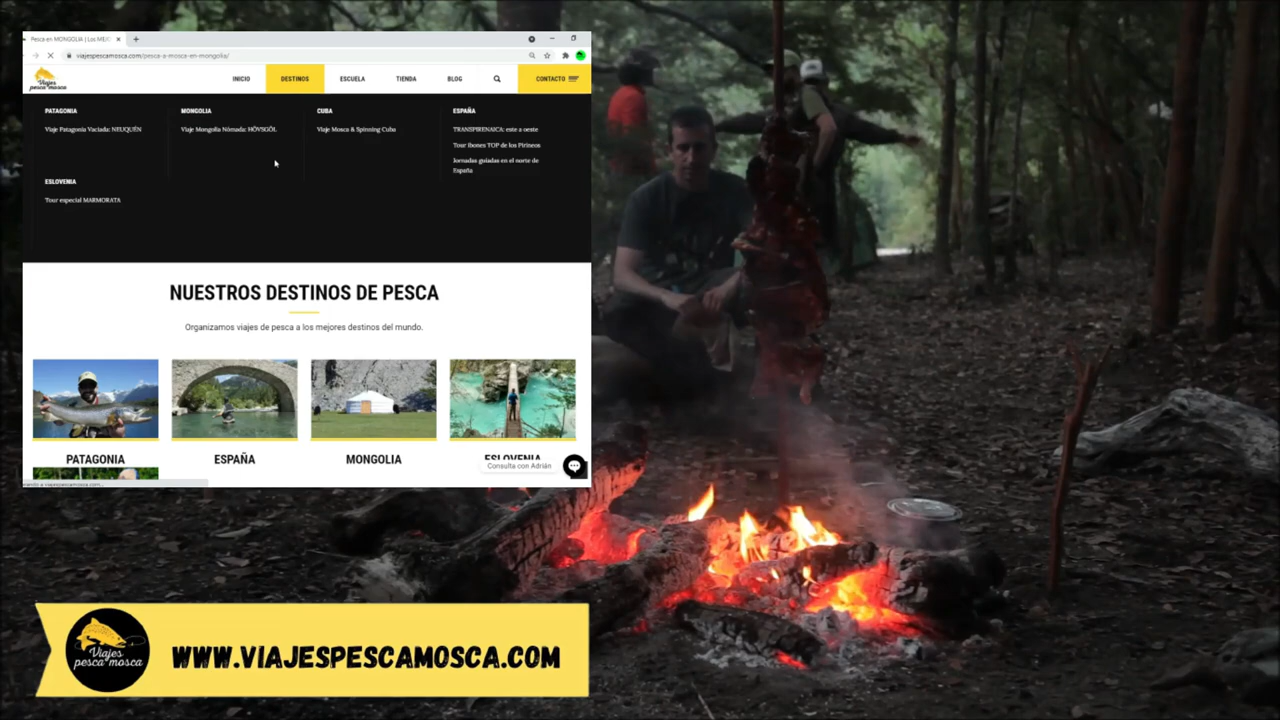 Pesca en MONGOLIA | Los MEJ
viajespescamosca.com/pesca-a-mosca-en-mongolia/
Viajes
pesca mosca
INICIO
DESTINOS
ESCUELA
TIENDA
BLOG
CONTACTO
PATAGONIA
MONGOLIA
CUBA
ESPAÑA
Viaje Patagonia Vaciada: NEUQUÉN
Viaje Mongolia Nómada: HÖVSGÖL
Viaje Mosca & Spinning Cuba
TRANSPIRENAICA: este a oeste
Tour Ibones TOP de los Pirineos
Jornadas guiadas en el norte de
España
ESLOVENIA
Tour especial MARMORATA
NUESTROS DESTINOS DE PESCA
Organizamos viajes de pesca a los mejores destinos del mundo.
PATAGONIA
ESPAÑA
MONGOLIA
ESLOVENIA
Consulta con Adrián
Viajes
pesca mosca
WWW.VIAJESPESCAMOSCA.COM